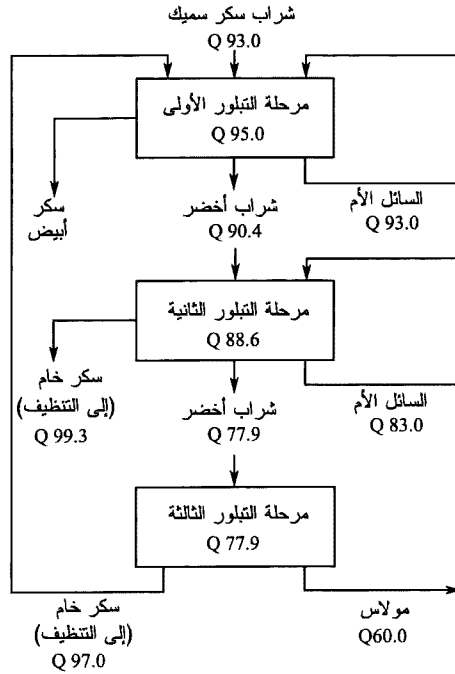 شراب سكر سميك
Q 93.0
مرحلة التبلور الأولى
Q 95.0
سكر
أبيض
شراب أخضر
Q 90.4
السائل الأم
Q 93.0
مرحلة التبلور الثانية
Q 88.6
سكر خام
(إلى التنظيف)
Q 99.3
شراب أخضر
Q 77.9
السائل الأم
Q 83.0
مرحلة التبلور الثالثة
Q 77.9
سكر خام
(إلى التنظيف)
Q 97.0
مولاس
Q60.0